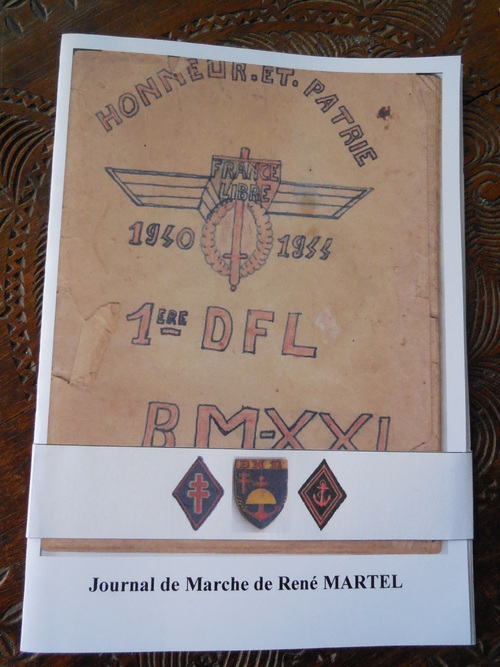 HONNEUR.ET.PATRIE
FRANCE
LIBRE
1940 1944
1ERE DFL
BM-XXI
Journal de Marche de René MARTEL